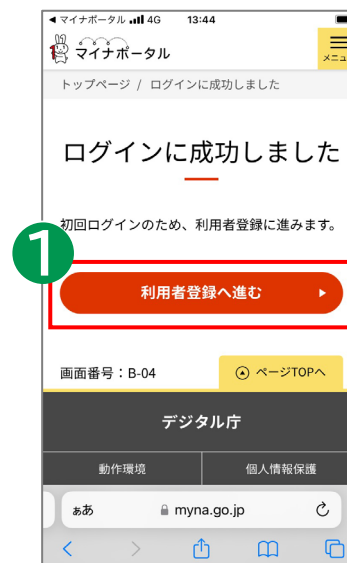 ◀ マイナポータル 4G 13:44
マイナポータル
メニュ
トップページ / ログインに成功しました
ログインに成功しました
初回ログインのため、利用者登録に進みます。
1
利用者登録へ進む
画面番号：B-04
ページTOPへ
デジタル庁
動作環境
個人情報保護
ぁあ
myna.go.jp